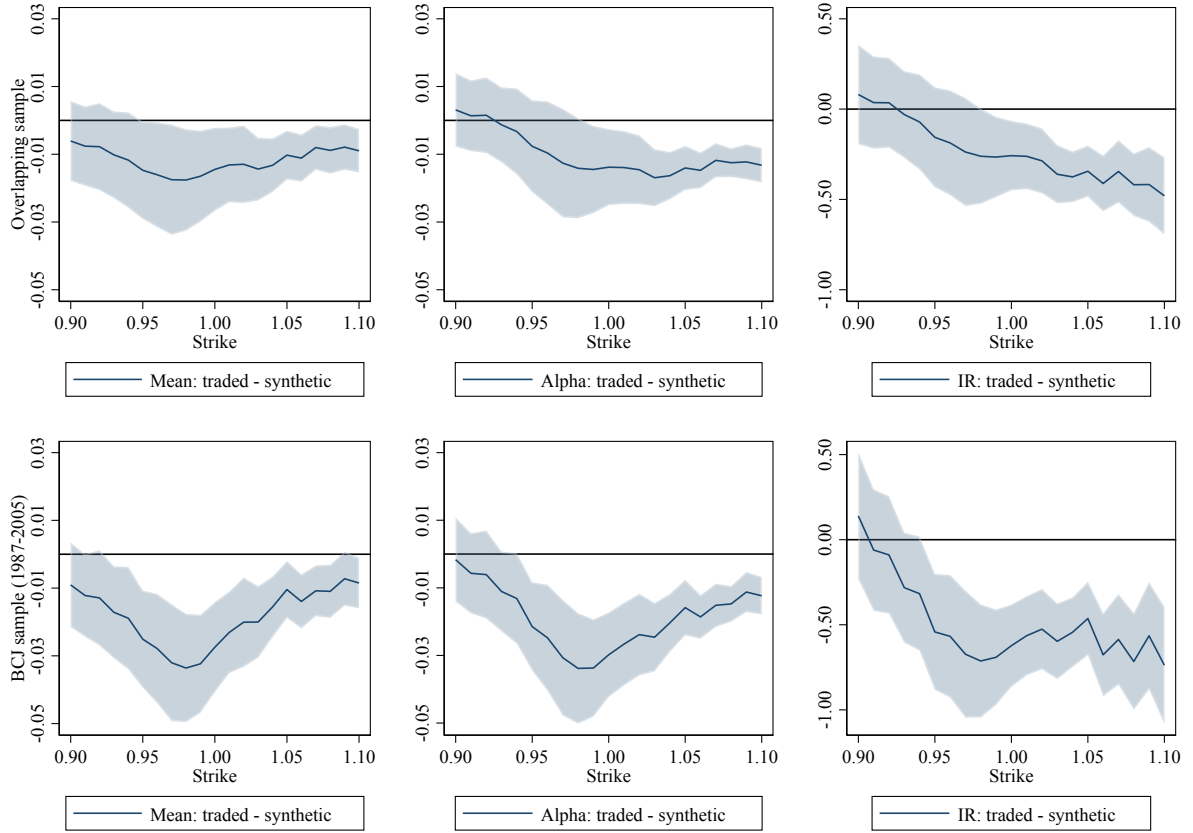 Overlapping sample
0.03
0.01
-0.01
-0.03
-0.05
0.90 0.95 1.00 1.05 1.10
Strike
Mean: traded - synthetic
0.03
0.01
-0.01
-0.03
-0.05
0.90 0.95 1.00 1.05 1.10
Strike
Alpha: traded - synthetic
0.50
0.00
-0.50
-1.00
0.90 0.95 1.00 1.05 1.10
Strike
IR: traded - synthetic
BCJ sample (1987-2005)
0.03
0.01
-0.01
-0.03
-0.05
0.90 0.95 1.00 1.05 1.10
Strike
Mean: traded - synthetic
0.03
0.01
-0.01
-0.03
-0.05
0.90 0.95 1.00 1.05 1.10
Strike
Alpha: traded - synthetic
0.50
0.00
-0.50
-1.00
0.90 0.95 1.00 1.05 1.10
Strike
IR: traded - synthetic